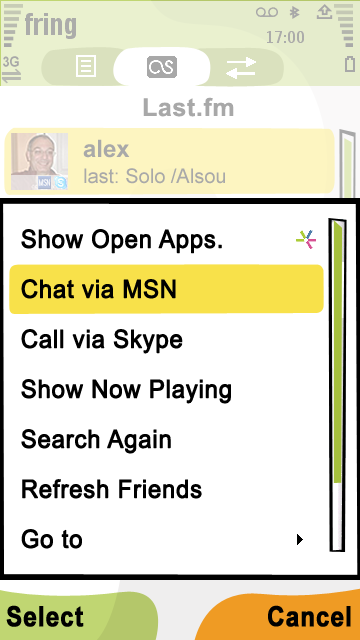 fring
17:00
3G
Last.fm
alex
last: Solo /Alsou
Show Open Apps.
Chat via MSN
Call via Skype
Show Now Playing
Search Again
Refresh Friends
Go to
Select
Cancel